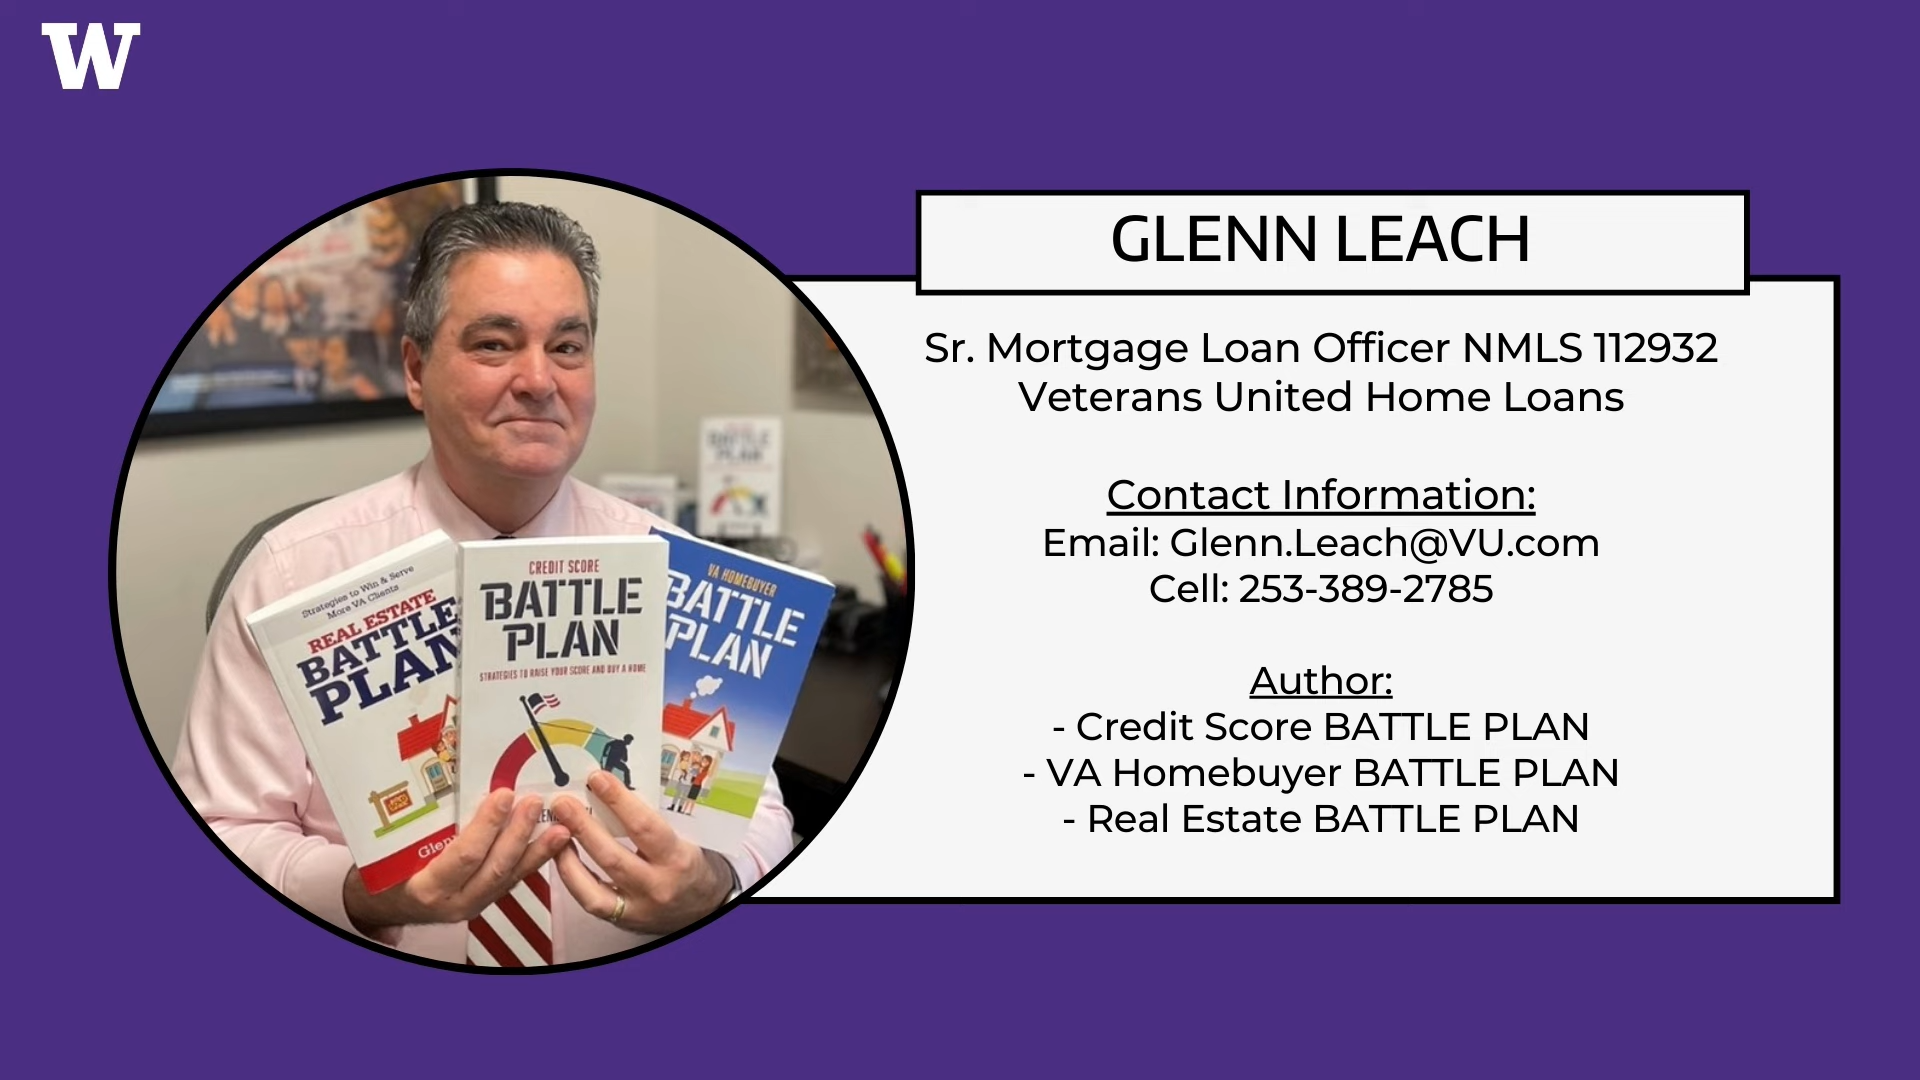 W
GLENN LEACH
Sr. Mortgage Loan Officer NMLS 112932
Veterans United Home Loans
Contact Information:
Email: Glenn.Leach@VU.com
Cell: 253-389-2785
Author:
- Credit Score BATTLE PLAN
- VA Homebuyer BATTLE PLAN
- Real Estate BATTLE PLAN
Strategies to Win & Serve
More VA Clients
REAL ESTATE
BATTLE
PLAN
Glen
CREDIT SCORE
BATTLE
PLAN
STRATEGIES TO RAISE YOUR SCORE AND BUY A HOME
VA HOMEBUYER
BATTLE
PLAN
BATTLE
PLAN